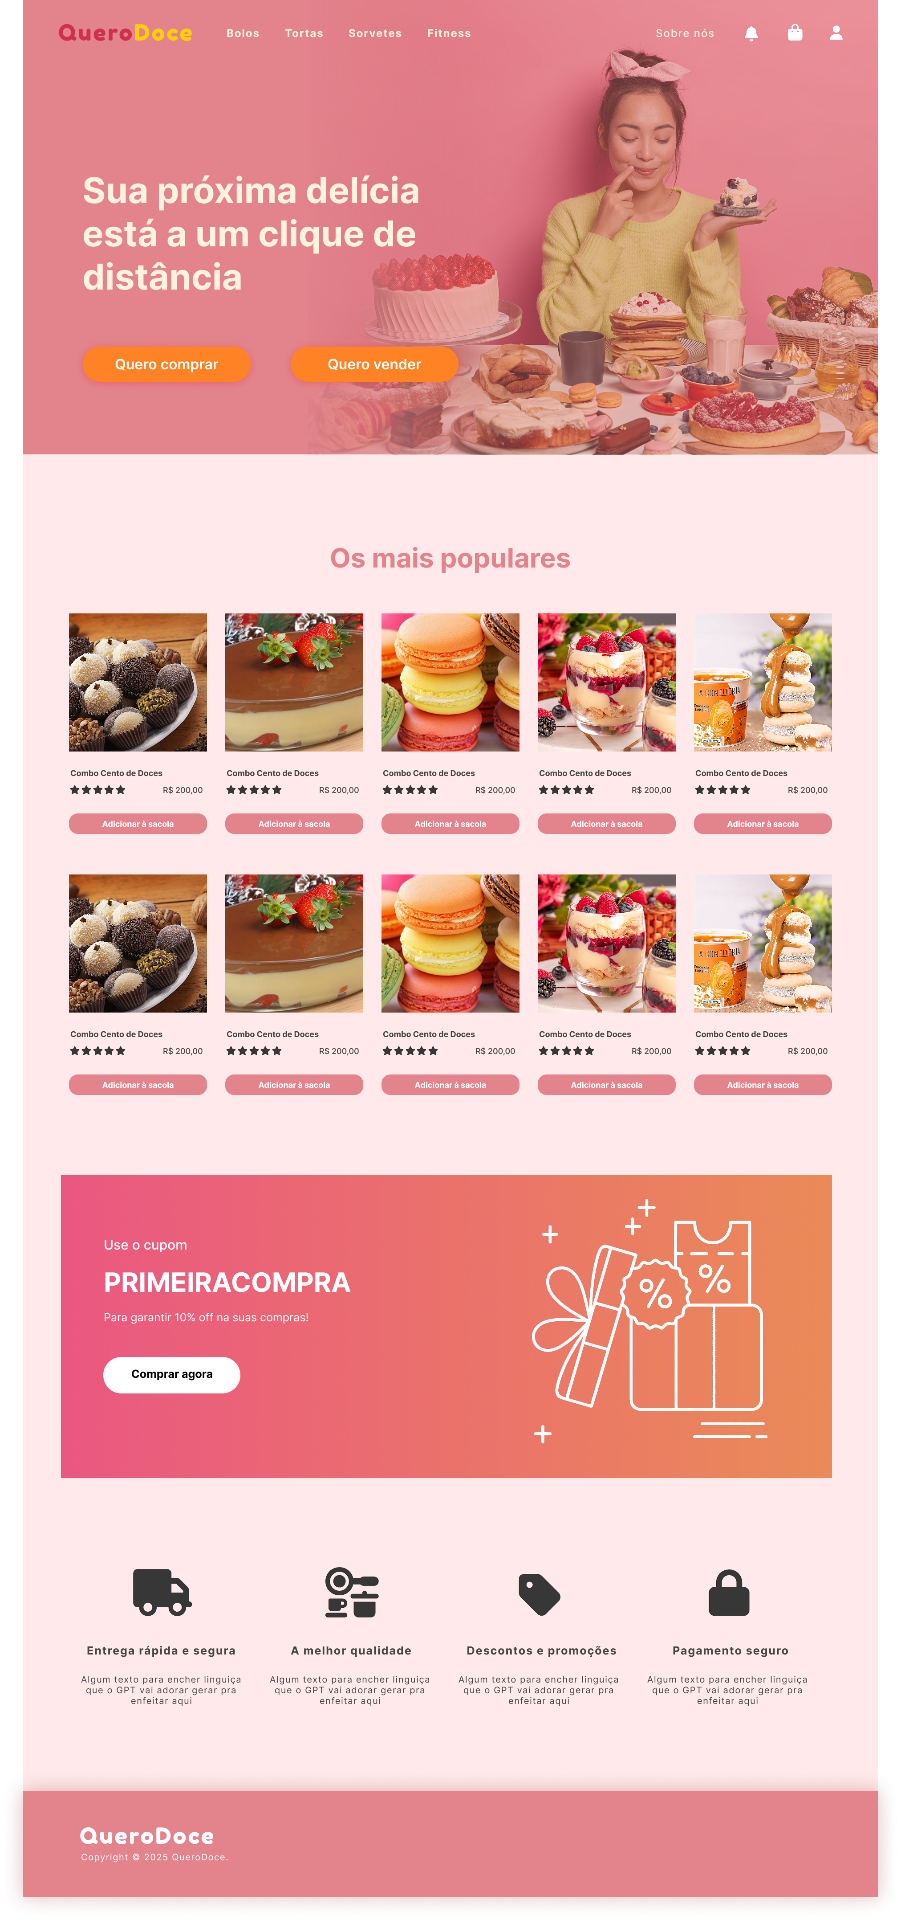 QueroDoce Bolos Tortas Sorvetes Fitness Sobre nós
Sua próxima delícia
está a um clique de
distância
Quero comprar Quero vender
Os mais populares
Combo Cento de Doces Combo Cento de Doces Combo Cento de Doces Combo Cento de Doces Combo Cento de Doces
R$ 200,00 R$ 200,00 R$ 200,00 R$ 200,00 R$ 200,00
Adicionar à sacola Adicionar à sacola Adicionar à sacola Adicionar à sacola Adicionar à sacola
Combo Cento de Doces Combo Cento de Doces Combo Cento de Doces Combo Cento de Doces Combo Cento de Doces
R$ 200,00 R$ 200,00 R$ 200,00 R$ 200,00 R$ 200,00
Adicionar à sacola Adicionar à sacola Adicionar à sacola Adicionar à sacola Adicionar à sacola
Use o cupom
PRIMEIRACOMPRA
Para garantir 10% off na suas compras!
Comprar agora
% %
Entrega rápida e segura A melhor qualidade Descontos e promoções Pagamento seguro
Algum texto para encher linguiça Algum texto para encher linguiça Algum texto para encher linguiça Algum texto para encher linguiça
que o GPT vai adorar gerar pra que o GPT vai adorar gerar pra que o GPT vai adorar gerar pra que o GPT vai adorar gerar pra
enfeitar aqui enfeitar aqui enfeitar aqui enfeitar aqui
QueroDoce
Copyright © 2025 QueroDoce.